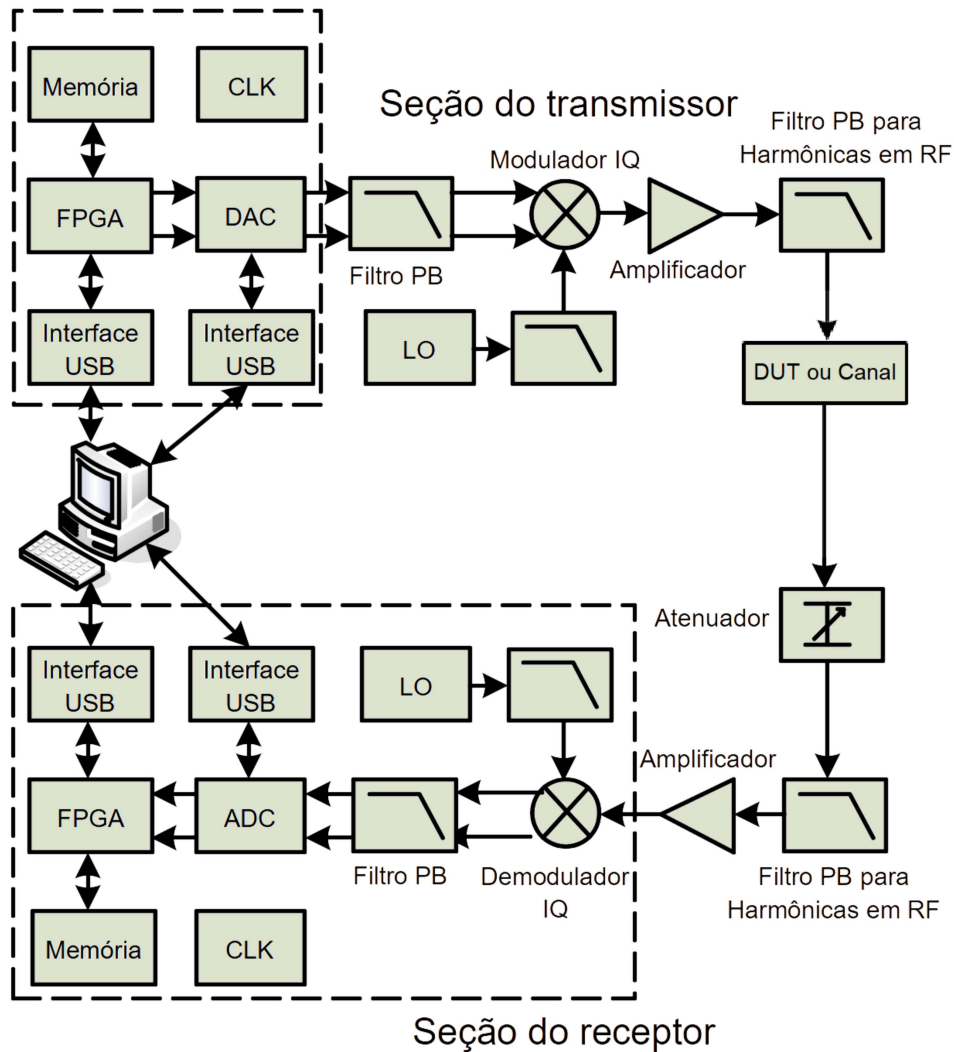 Memória
CLK
Seção do transmissor
Filtro PB para
Harmônicas em RF
Modulador IQ
FPGA
DAC
Filtro PB
Amplificador
Interface
USB
Interface
USB
LO
DUT ou Canal
Atenuador
Interface
USB
Interface
USB
LO
Amplificador
FPGA
ADC
Filtro PB
Demodulador
IQ
Filtro PB para
Harmônicas em RF
Memória
CLK
Seção do receptor